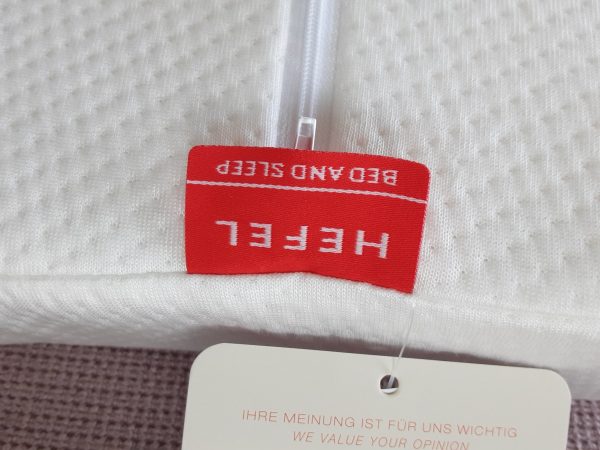 HEFEL
BED AND SLEEP
IHRE MEINUNG IST FÜR UNS WICHTIG
WE VALUE YOUR OPINION